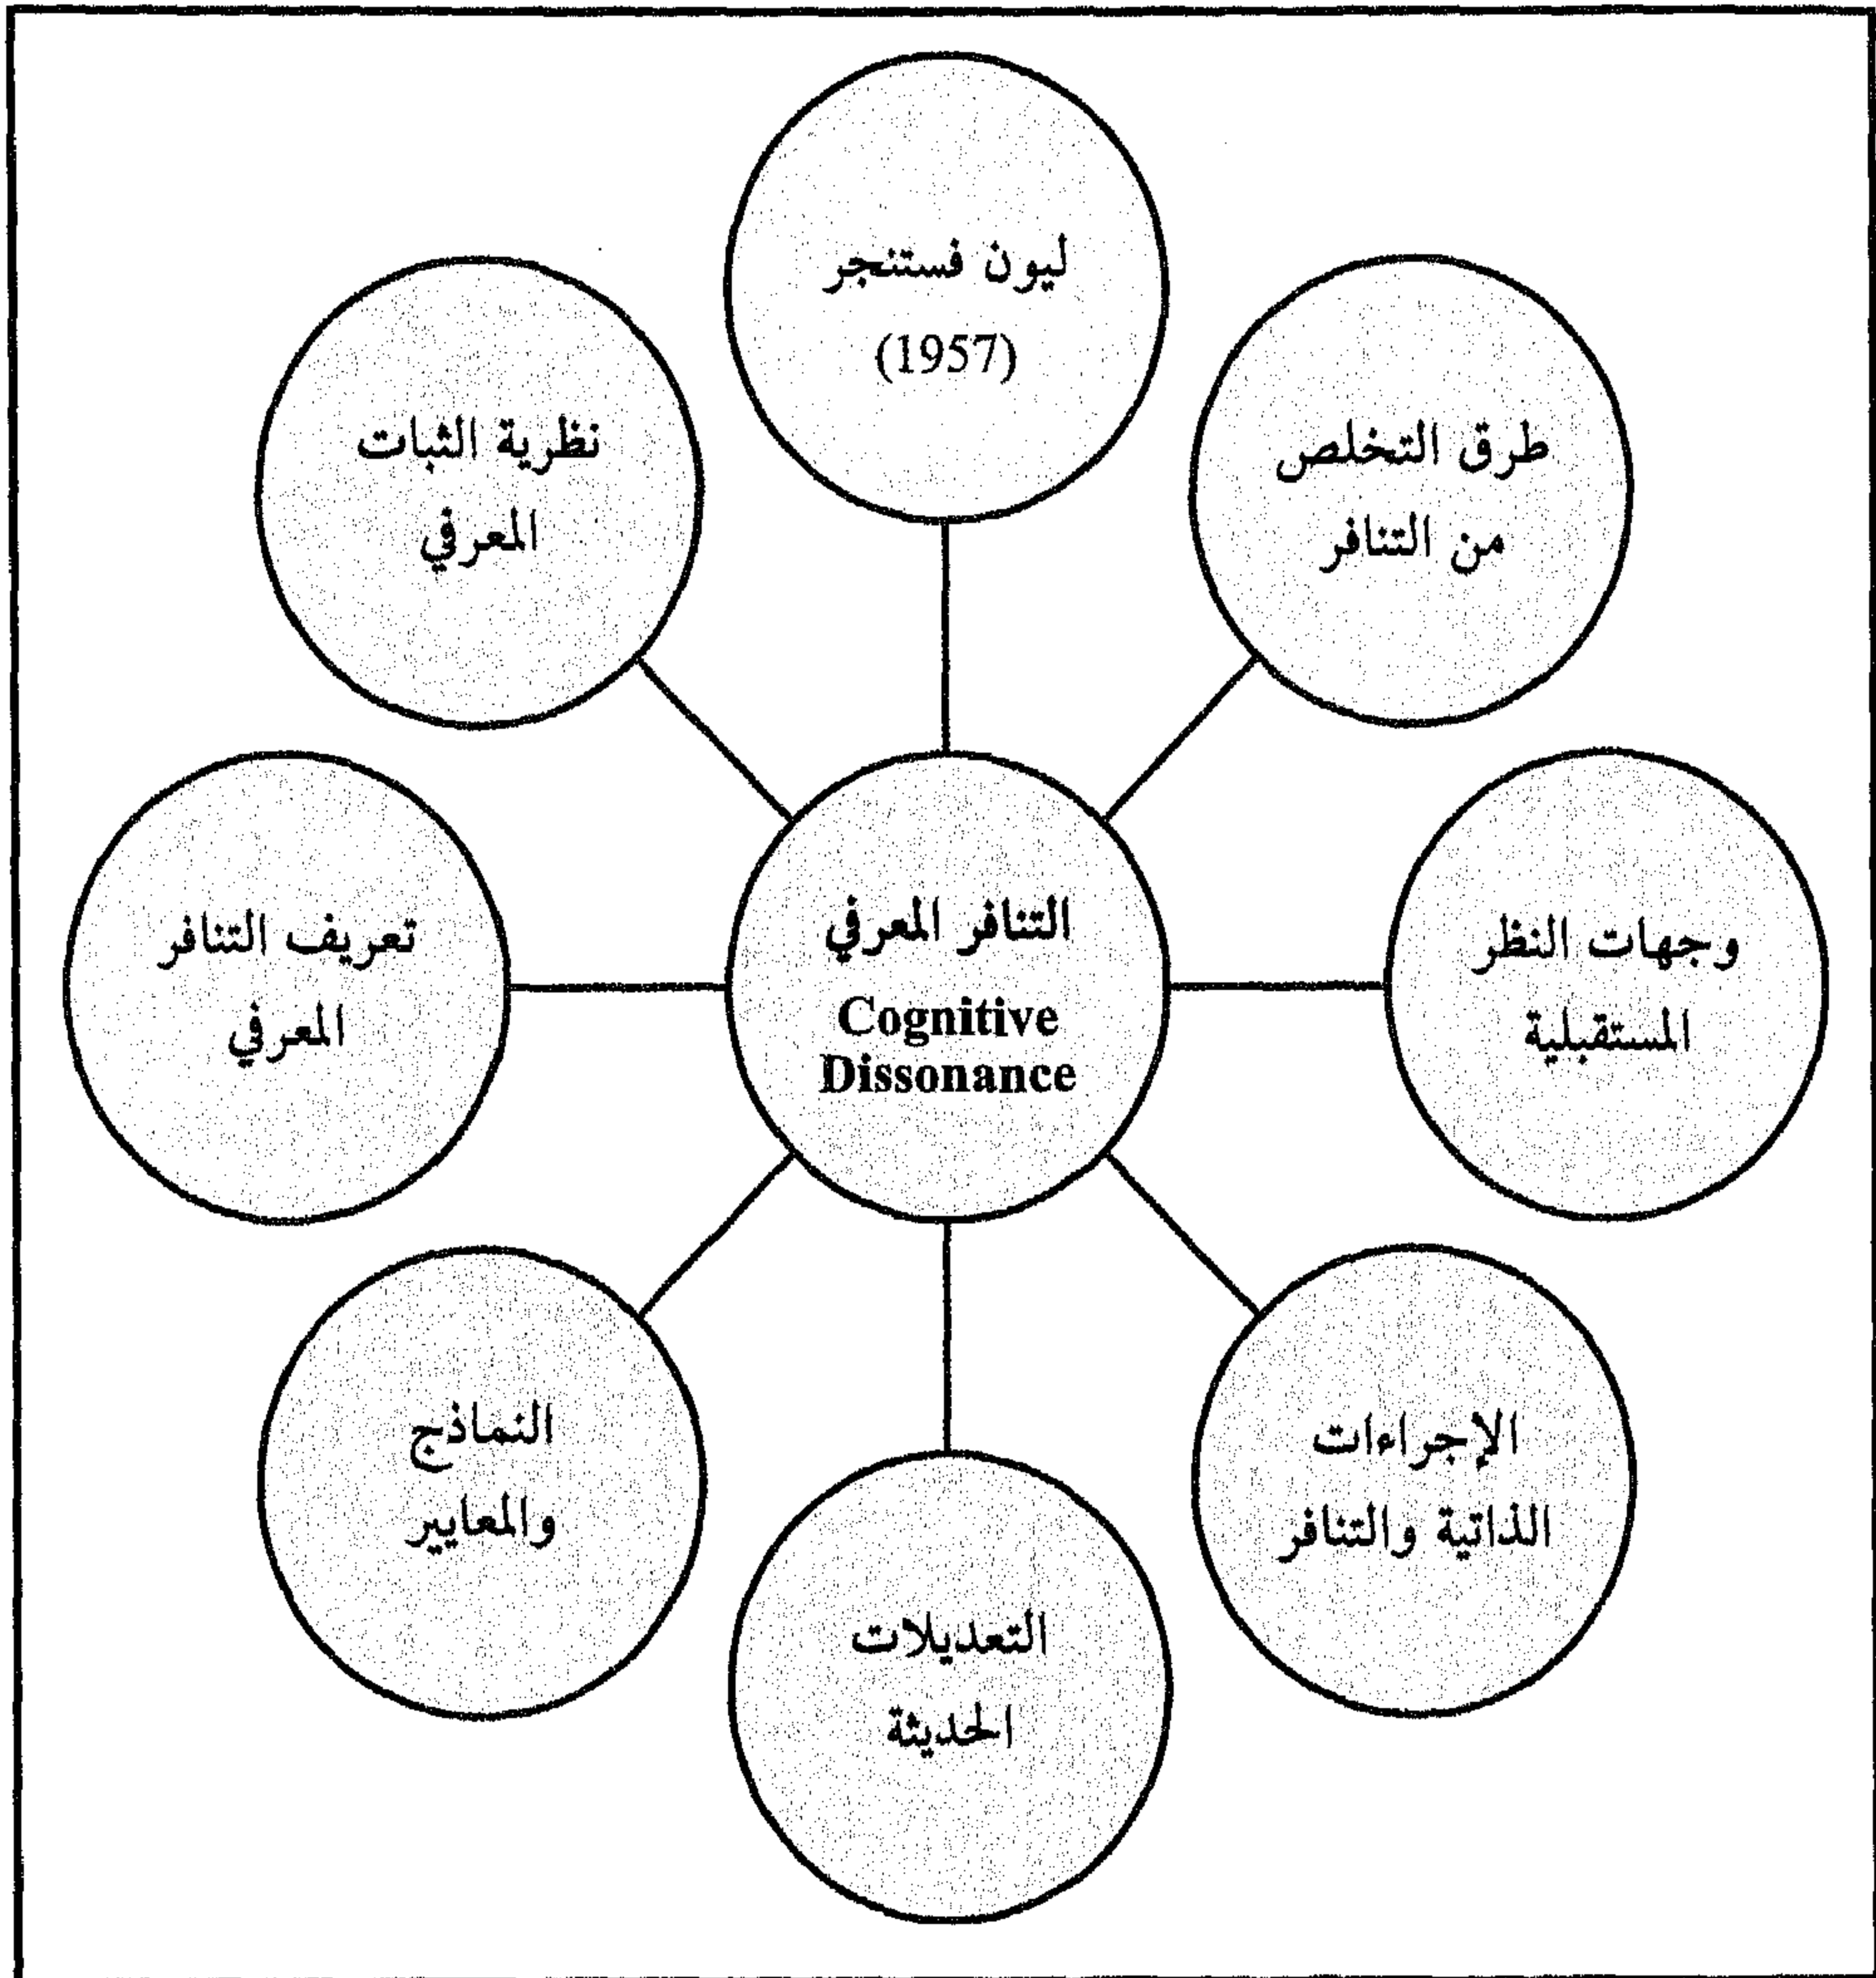 ليون فستنجر
(1957)
طرق التخلص
من التنافر
نظرية الثبات
المعرفي
وجهات النظر
المستقبلية
التنافر المعرفي
Cognitive
Dissonance
تعريف التنافر
المعرفي
الإجراءات
الذاتية والتنافر
النماذج
والمعايير
التعديلات
الحديثة